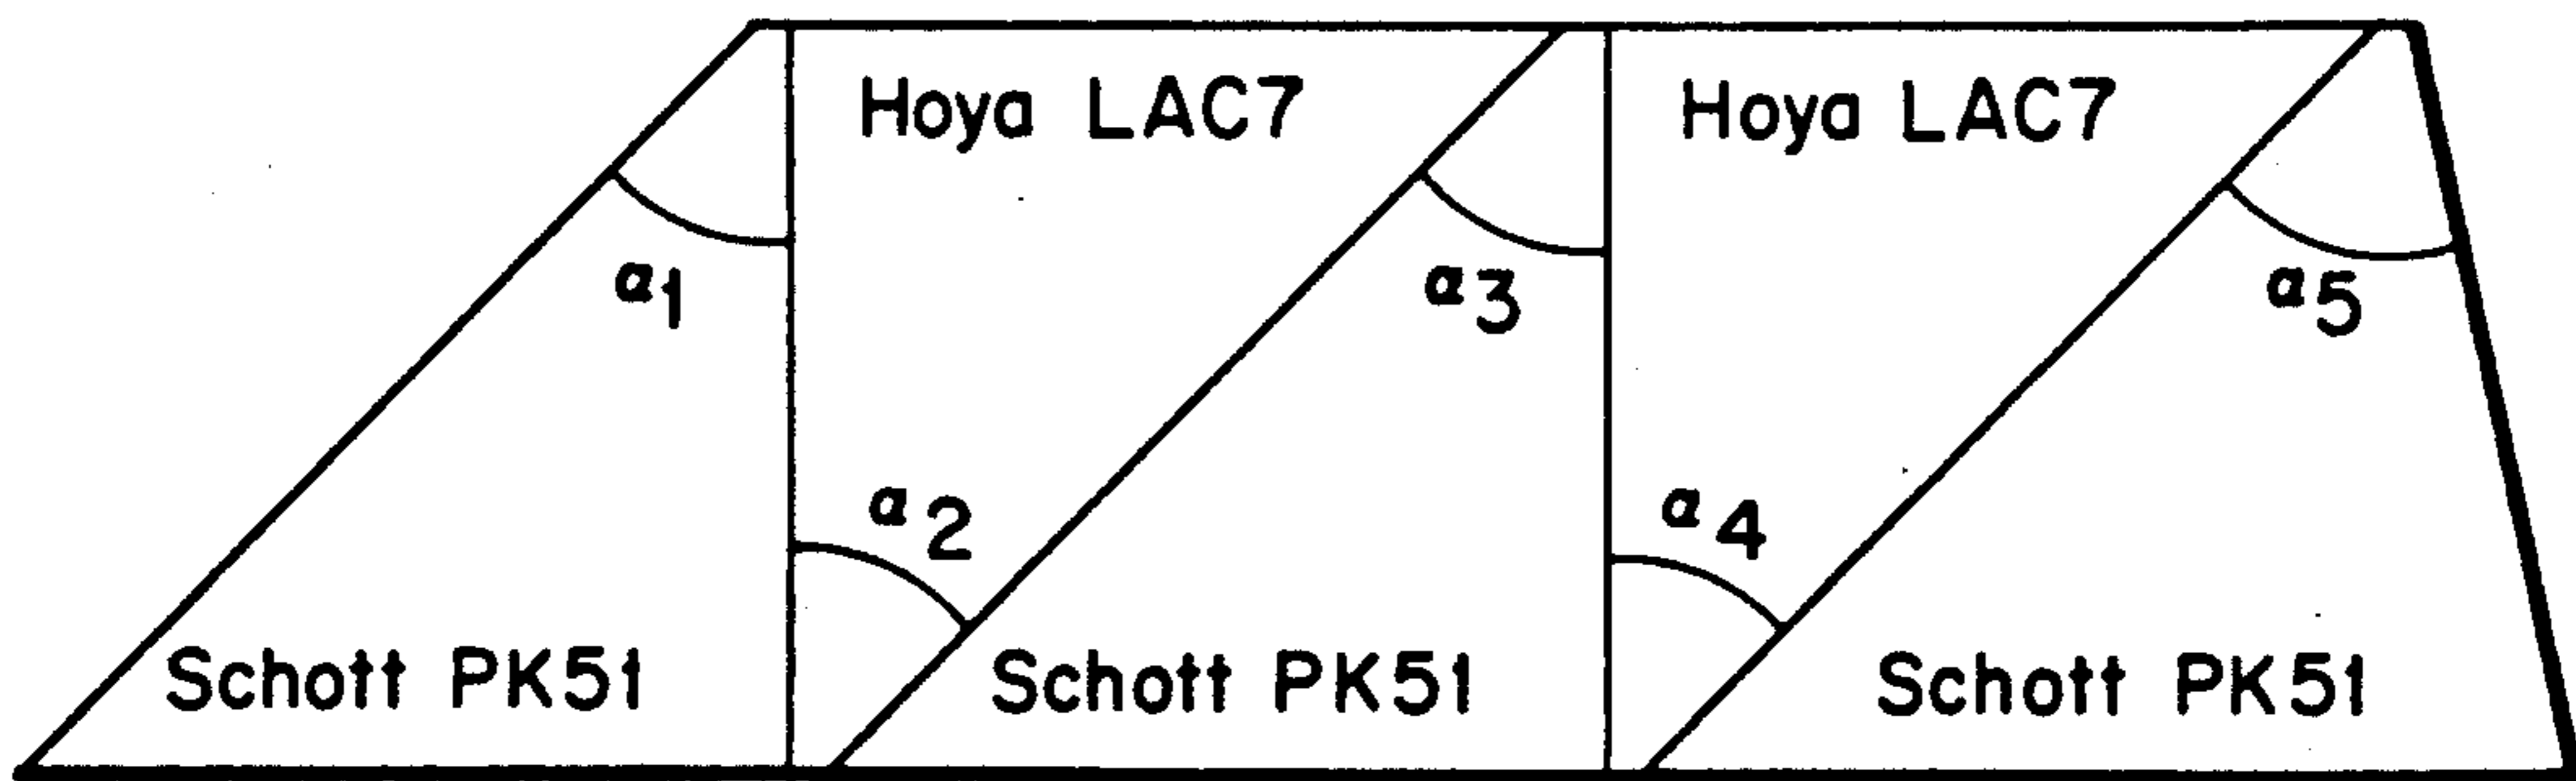 Hoya LAC7
Hoya LAC7
α1
α3
α5
α2
α4
Schott PK51
Schott PK51
Schott PK51